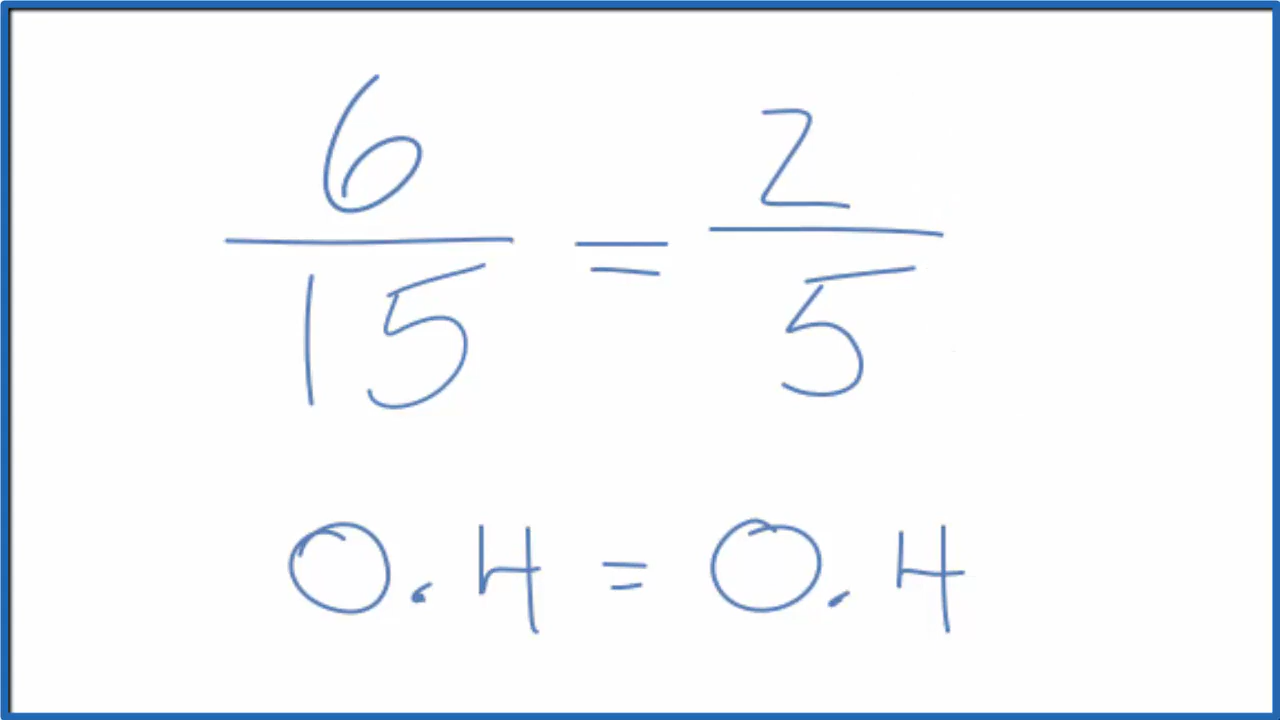 6/15 = 2/5
0.4 = 0.4